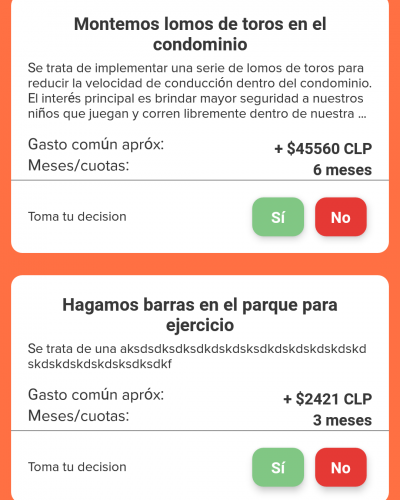 Montemos lomos de toros en el
condominio
Se trata de implementar una serie de lomos de toros para
reducir la velocidad de conducción dentro del condominio.
El interés principal es brindar mayor seguridad a nuestros
niños que juegan y corren libremente dentro de nuestra ...
Gasto común apróx: + $45560 CLP
Meses/cuotas: 6 meses
Toma tu decision Sí No
Hagamos barras en el parque para
ejercicio
Se trata de una aksdsdksdksdkdskdsksdkdskdskdskdskd
skdskdskdskdsksdksdkf
Gasto común apróx: + $2421 CLP
Meses/cuotas: 3 meses
Toma tu decision Sí No